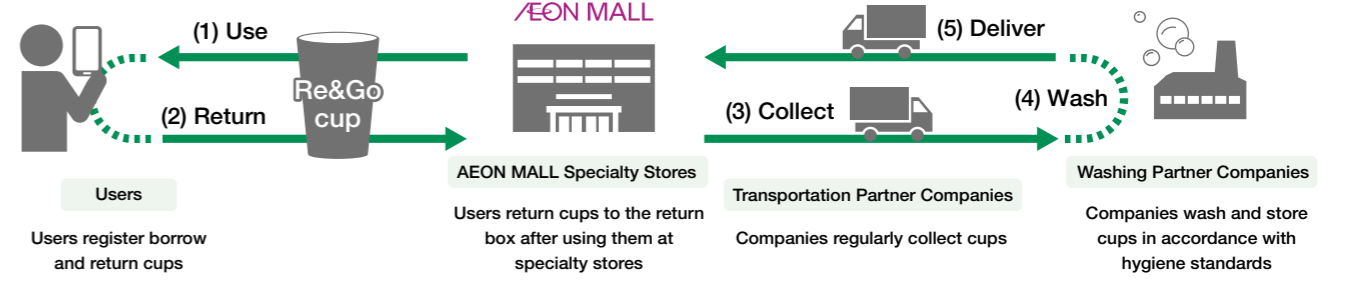 ÆON MALL
(1) Use
(5) Deliver
Re&Go
cup
(2) Return
(3) Collect
(4) Wash
Users
Users register borrow
and return cups
AEON MALL Specialty Stores
Users return cups to the return
box after using them at
specialty stores
Transportation Partner Companies
Companies regularly collect cups
Washing Partner Companies
Companies wash and store
cups in accordance with
hygiene standards